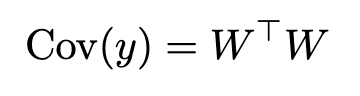 Cov(y) = W⊤W